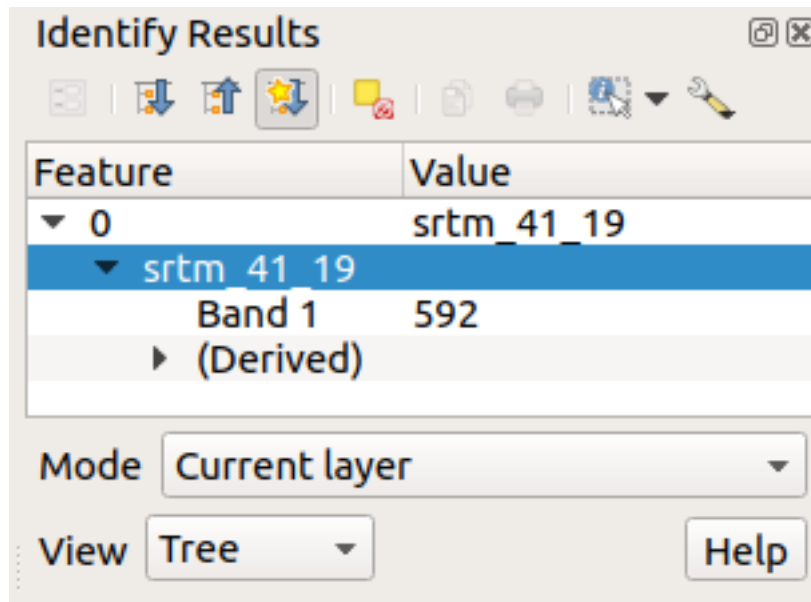 Identify Results
Feature Value
0 srtm_41_19
srtm_41_19
Band 1 592
(Derived)
Mode Current layer
View Tree Help